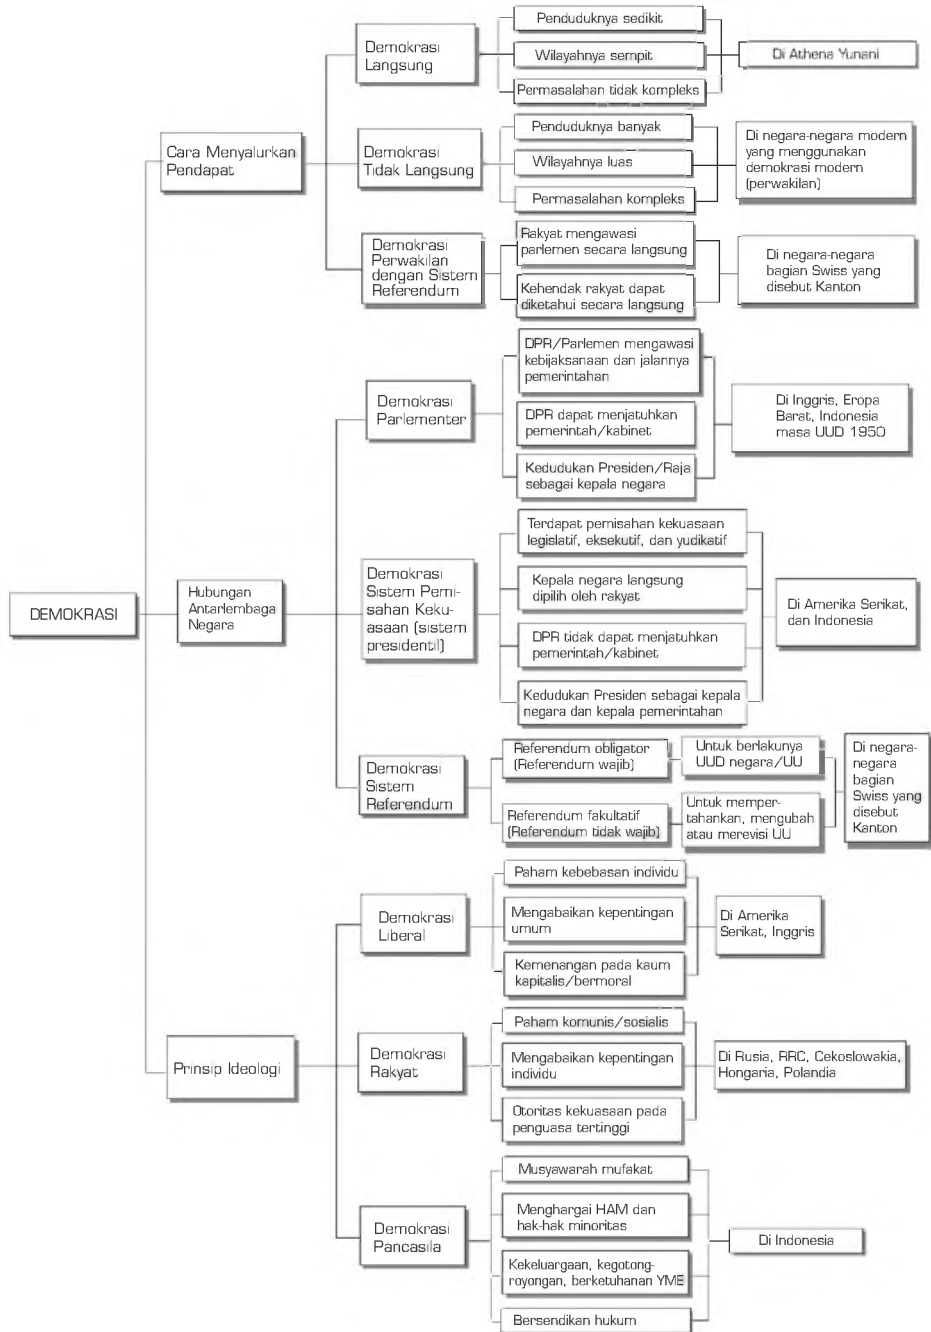 DEMOKRASI
Cara Menyalurkan
Pendapat
Demokrasi
Langsung
Penduduknya sedikit
Wilayahnya sempit
Permasalahan tidak kompleks
Di Athena Yunani
Demokrasi
Tidak Langsung
Penduduknya banyak
Wilayahnya luas
Permasalahan kompleks
Di negara-negara modern
yang menggunakan
demokrasi modern
(perwakilan)
Demokrasi
Perwakilan
dengan Sistem
Referendum
Rakyat mengawasi
parlemen secara langsung
Kehendak rakyat dapat
diketahui secara langsung
Di negara-negara
bagian Swiss yang
disebut Kanton
Hubungan
Antarlembaga
Negara
Demokrasi
Parlementer
DPR/Parlemen mengawasi
kebijaksanaan dan jalannya
pemerintahan
DPR dapat menjatuhkan
pemerintah/kabinet
Kedudukan Presiden/Raja
sebagai kepala negara
Di Inggris, Eropa
Barat, Indonesia
masa UUD 1950
Demokrasi
Sistem Pemi-
sahan Keku-
asaan (sistem
presidentil)
Terdapat pemisahan kekuasaan
legislatif, eksekutif, dan yudikatif
Kepala negara langsung
dipilih oleh rakyat
DPR tidak dapat menjatuhkan
pemerintah/kabinet
Kedudukan Presiden sebagai kepala
negara dan kepala pemerintahan
Di Amerika Serikat,
dan Indonesia
Demokrasi
Sistem
Referendum
Referendum obligator
(Referendum wajib)
Untuk berlakunya
UUD negara/UU
Referendum fakultatif
(Referendum tidak wajib)
Untuk memper-
tahankan, mengubah
atau merevisi UU
Di negara-
negara
bagian
Swiss yang
disebut
Kanton
Prinsip Ideologi
Demokrasi
Liberal
Paham kebebasan individu
Mengabaikan kepentingan
umum
Kemenangan pada kaum
kapitalis/bermoral
Di Amerika
Serikat, Inggris
Demokrasi
Rakyat
Paham komunis/sosialis
Mengabaikan kepentingan
individu
Otoritas kekuasaan pada
penguasa tertinggi
Di Rusia, RRC, Cekoslowakia,
Hongaria, Polandia
Demokrasi
Pancasila
Musyawarah mufakat
Menghargai HAM dan
hak-hak minoritas
Kekeluargaan, kegotong-
royongan, berketuhanan YME
Bersendikan hukum
Di Indonesia